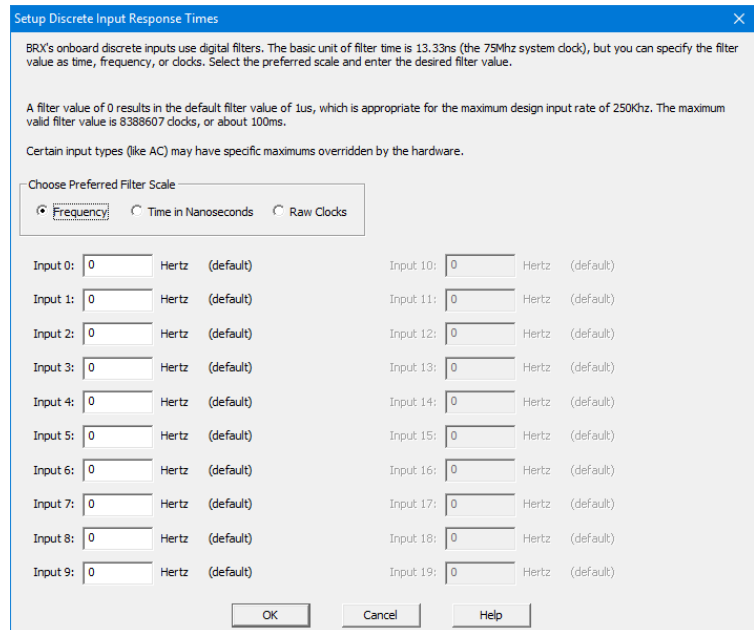 Setup Discrete Input Response Times
BRX's onboard discrete inputs use digital filters. The basic unit of filter time is 13.33ns (the 75Mhz system clock), but you can specify the filter
value as time, frequency, or clocks. Select the preferred scale and enter the desired filter value.
A filter value of 0 results in the default filter value of 1us, which is appropriate for the maximum design input rate of 250Khz. The maximum
valid filter value is 8388607 clocks, or about 100ms.
Certain input types (like AC) may have specific maximums overridden by the hardware.
Choose Preferred Filter Scale
Frequency Time in Nanoseconds Raw Clocks
Input 0: 0 Hertz (default) Input 10: 0 Hertz (default)
Input 1: 0 Hertz (default) Input 11: 0 Hertz (default)
Input 2: 0 Hertz (default) Input 12: 0 Hertz (default)
Input 3: 0 Hertz (default) Input 13: 0 Hertz (default)
Input 4: 0 Hertz (default) Input 14: 0 Hertz (default)
Input 5: 0 Hertz (default) Input 15: 0 Hertz (default)
Input 6: 0 Hertz (default) Input 16: 0 Hertz (default)
Input 7: 0 Hertz (default) Input 17: 0 Hertz (default)
Input 8: 0 Hertz (default) Input 18: 0 Hertz (default)
Input 9: 0 Hertz (default) Input 19: 0 Hertz (default)
OK Cancel Help